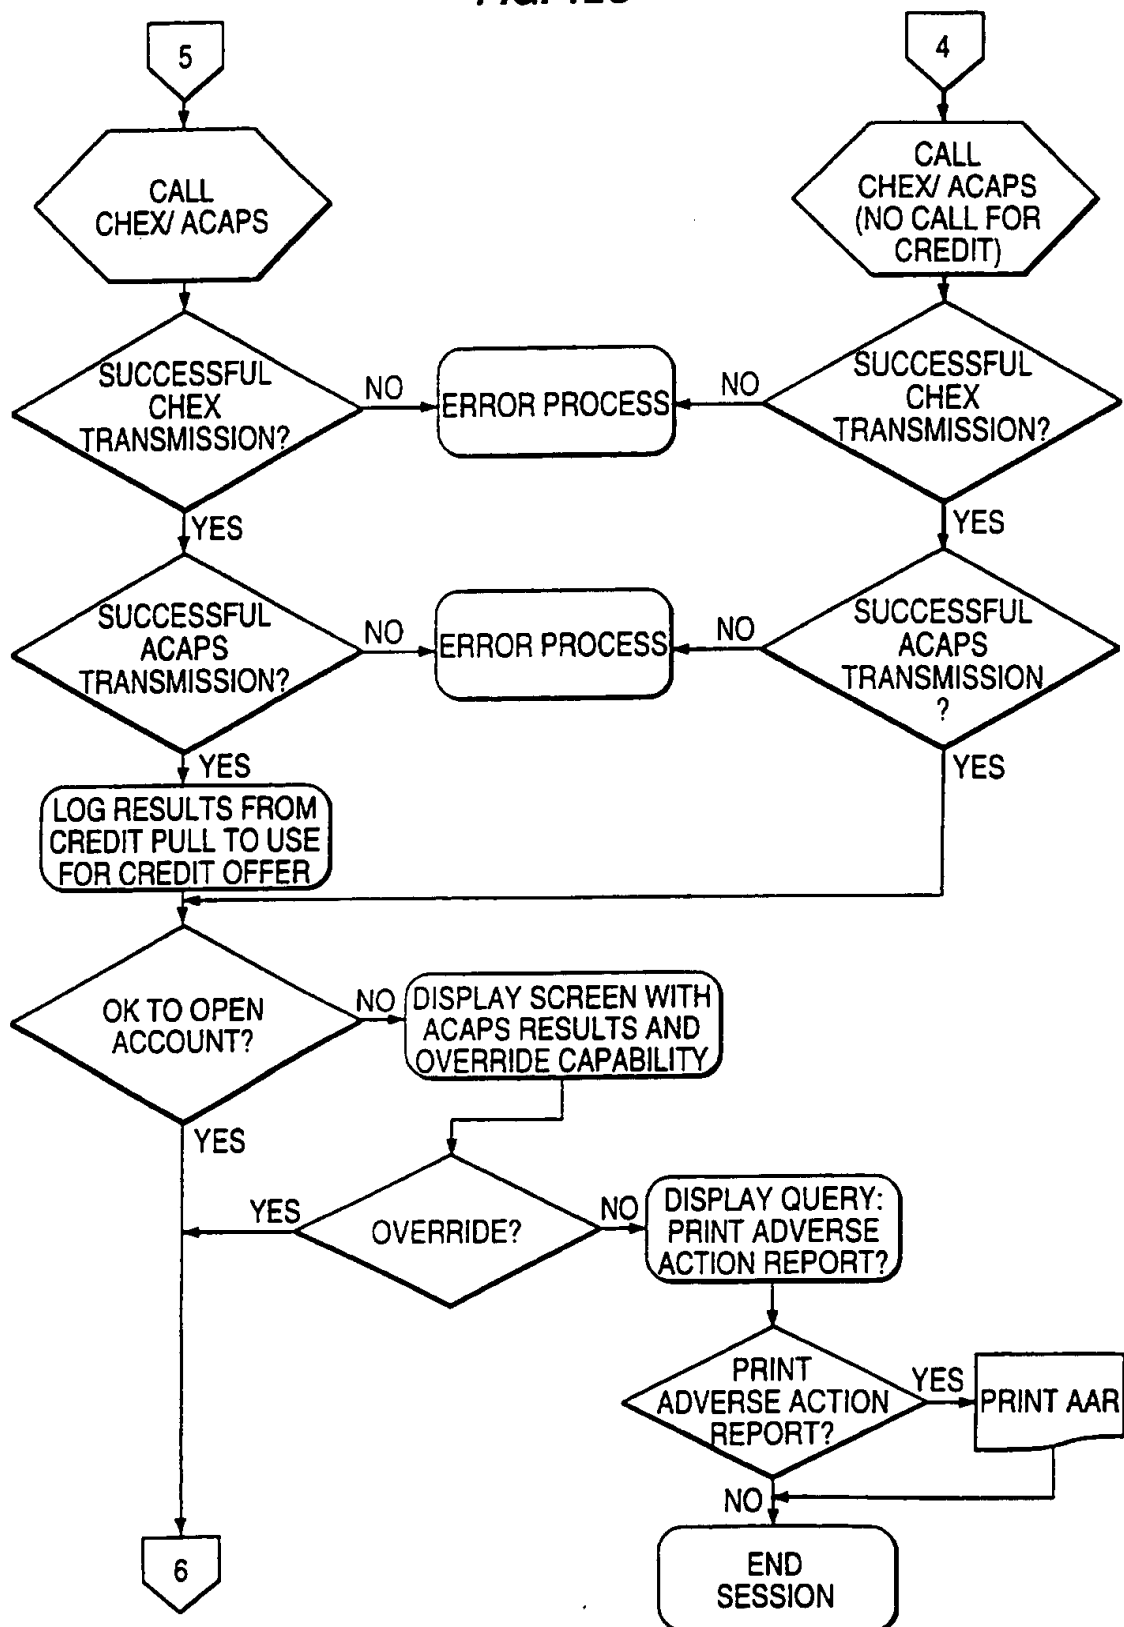 5
4
CALL
CHEX/ ACAPS
CALL
CHEX/ ACAPS
(NO CALL FOR
CREDIT)
SUCCESSFUL
CHEX
TRANSMISSION?
NO
ERROR PROCESS
NO
SUCCESSFUL
CHEX
TRANSMISSION?
YES
YES
SUCCESSFUL
ACAPS
TRANSMISSION?
NO
ERROR PROCESS
NO
SUCCESSFUL
ACAPS
TRANSMISSION
?
YES
YES
LOG RESULTS FROM
CREDIT PULL TO USE
FOR CREDIT OFFER
OK TO OPEN
ACCOUNT?
NO
DISPLAY SCREEN WITH
ACAPS RESULTS AND
OVERRIDE CAPABILITY
YES
YES
OVERRIDE?
NO
DISPLAY QUERY:
PRINT ADVERSE
ACTION REPORT?
PRINT
ADVERSE ACTION
REPORT?
YES
PRINT AAR
NO
6
END
SESSION